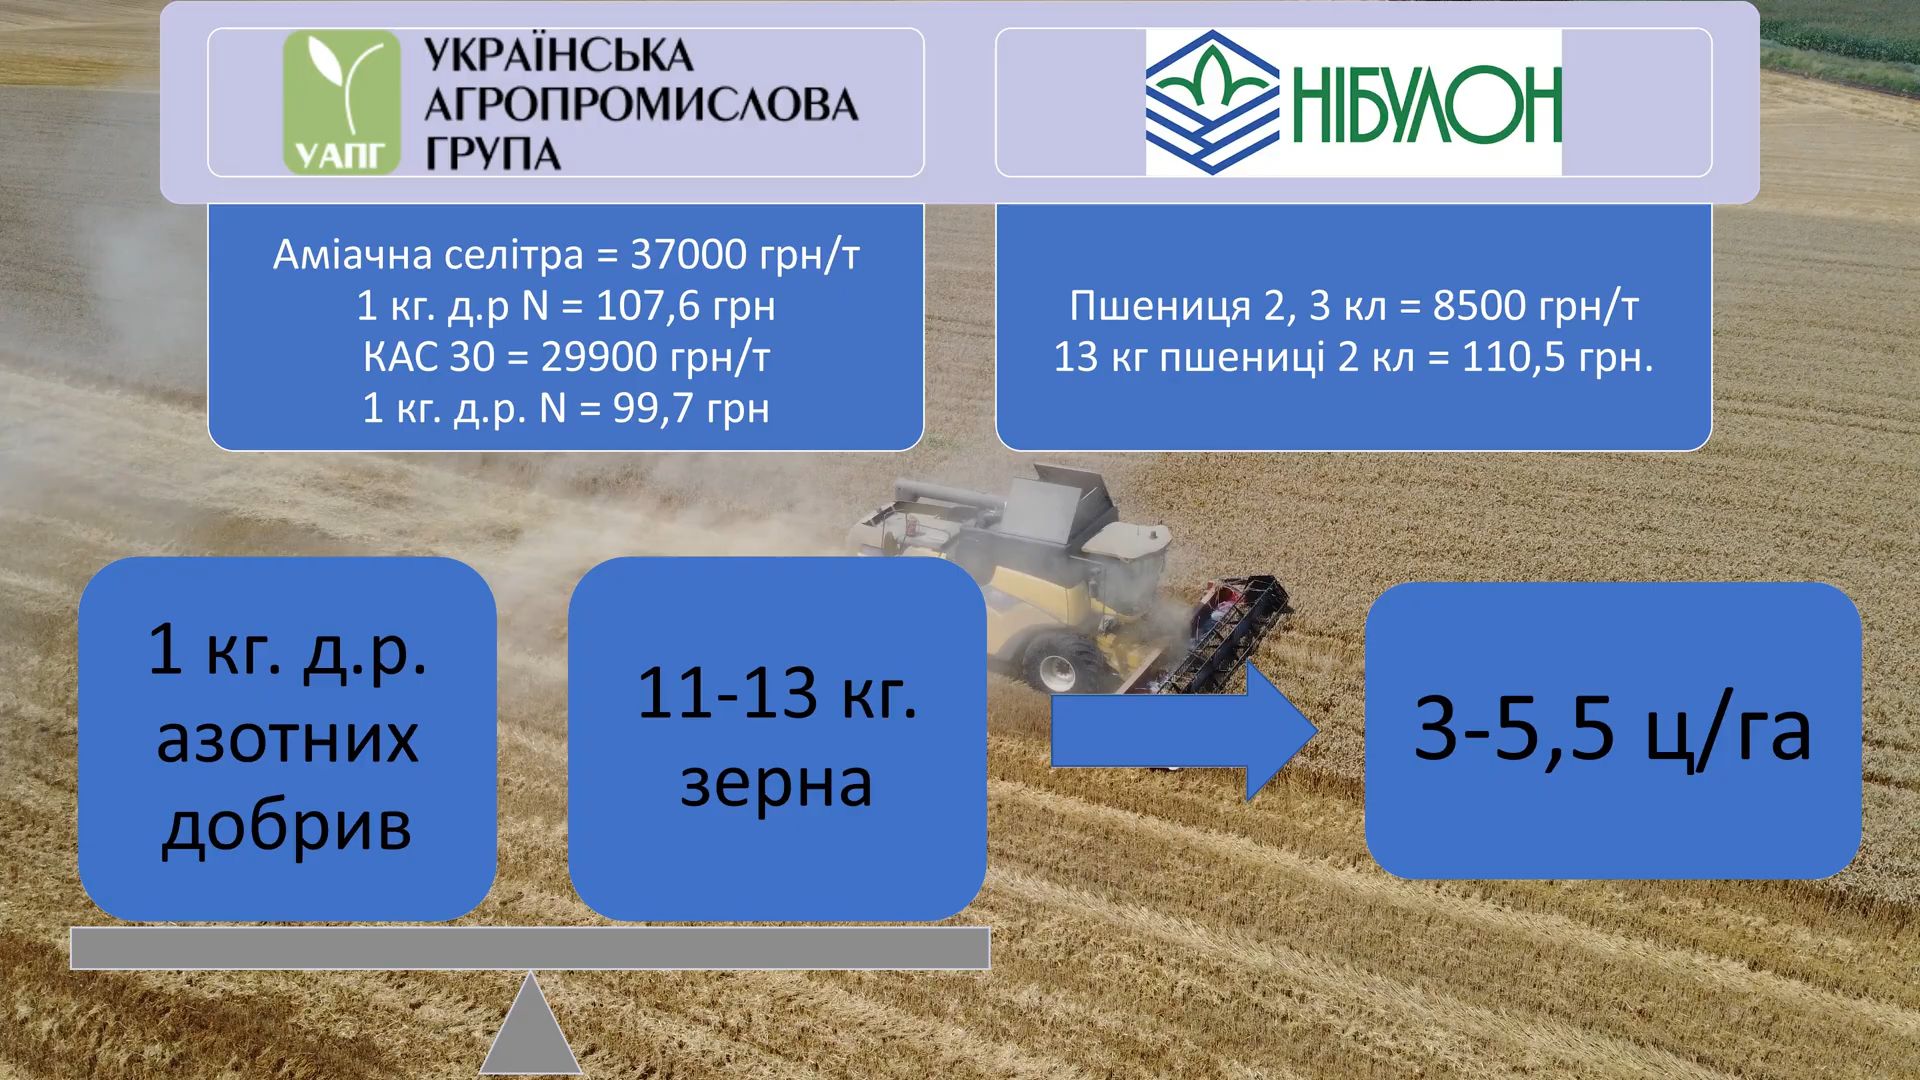 УКРАЇНСЬКА
АГРОПРОМИСЛОВА
ГРУПА
УАПГ
НІБУЛОН
Аміачна селітра = 37000 грн/т
1 кг. д.р N = 107,6 грн
КАС 30 = 29900 грн/т
1 кг. д.р. N = 99,7 грн
Пшениця 2, 3 кл = 8500 грн/т
13 кг пшениці 2 кл = 110,5 грн.
1 кг. д.р.
азотних
добрив
11-13 кг.
зерна
3-5,5 ц/га